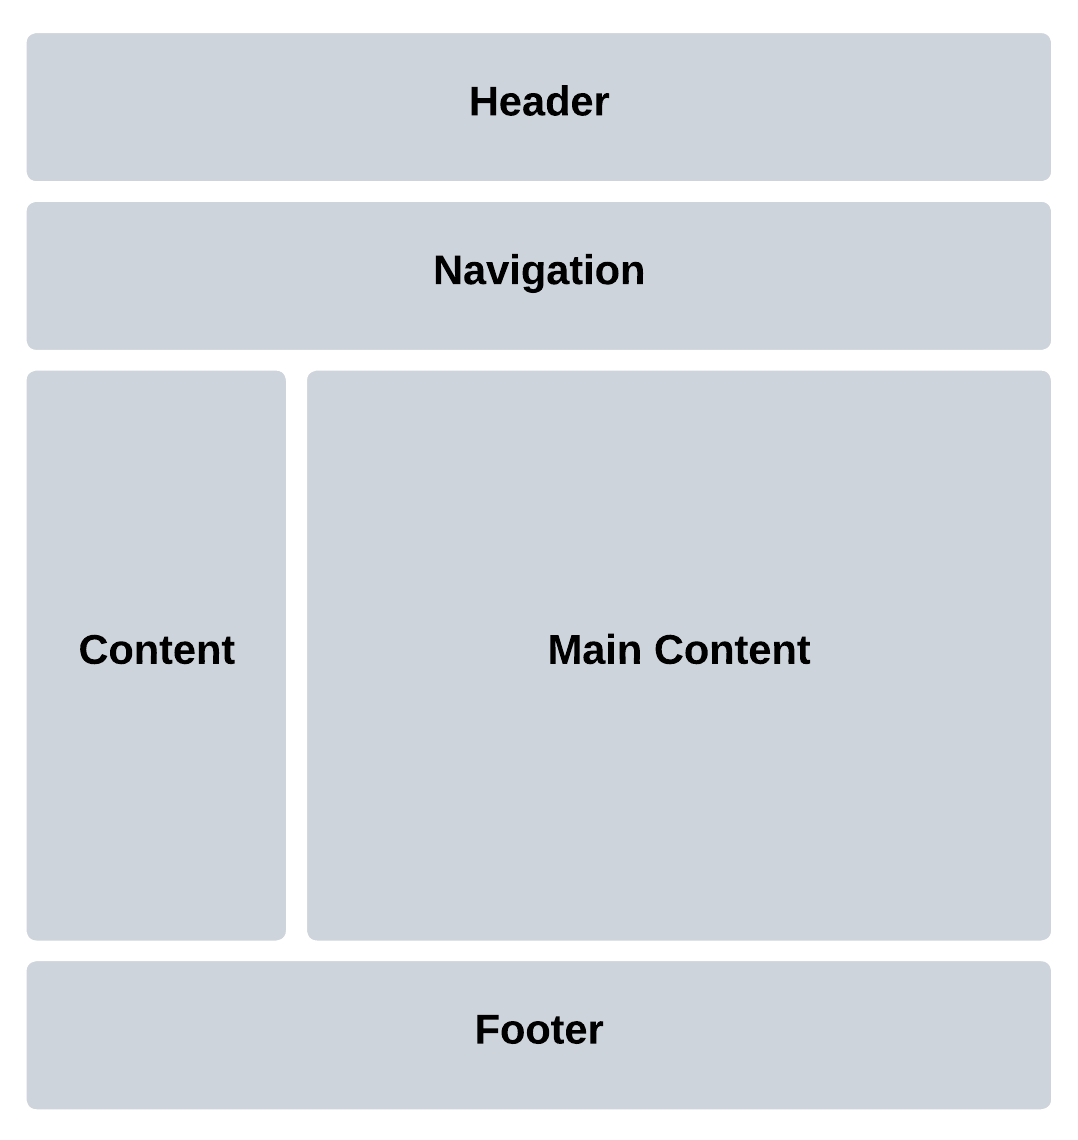 Header
Navigation
Content
Main Content
Footer